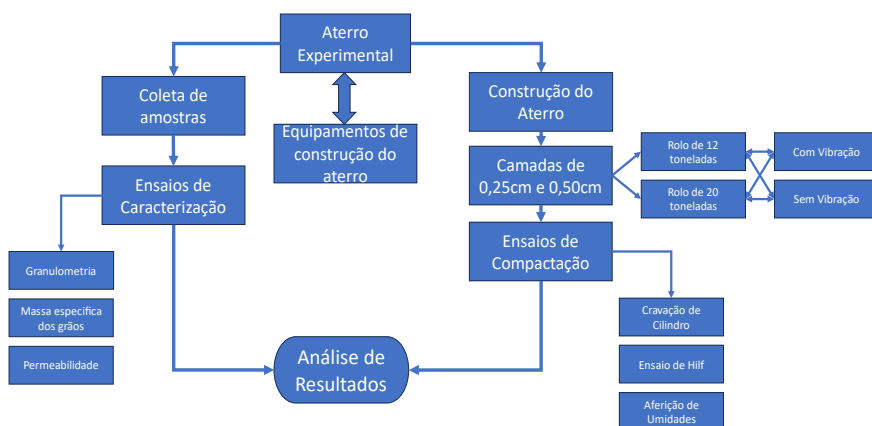 Aterro
Experimental
Coleta de
amostras
Equipamentos de
construção do
aterro
Construção do
Aterro
Ensaios de
Caracterização
Camadas de
0,25cm e 0,50cm
Rolo de 12
toneladas
Com Vibração
Rolo de 20
toneladas
Sem Vibração
Ensaios de
Compactação
Granulometria
Massa especifica
dos grãos
Permeabilidade
Cravação de
Cilindro
Ensaio de Hilf
Aferição de
Umidades
Análise de
Resultados